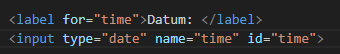 <label for="time">Datum: </label>
<input type="date" name="time" id="time">